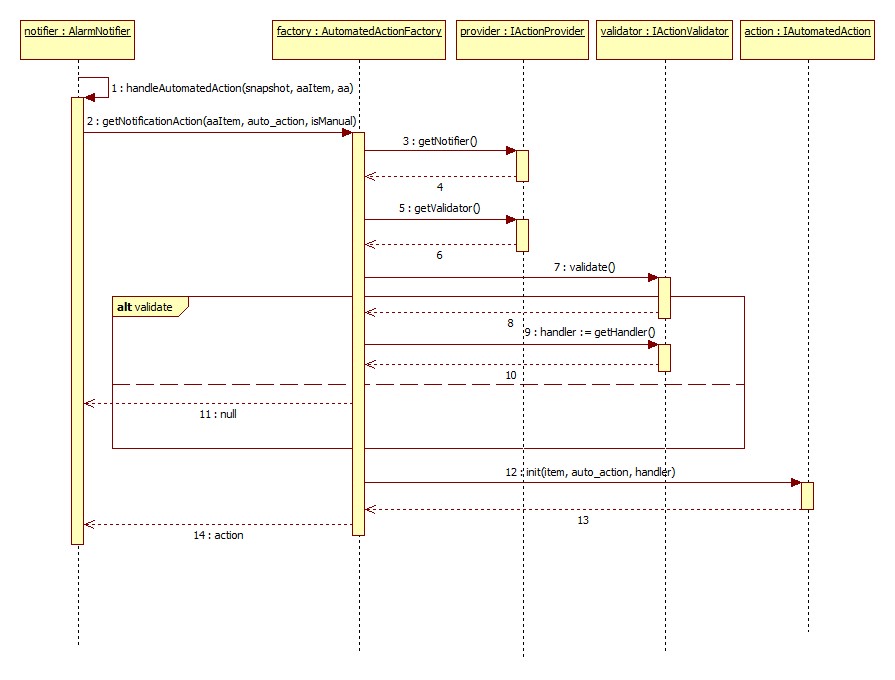 notifier : AlarmNotifier
factory : AutomatedActionFactory
provider : IActionProvider
validator : IActionValidator
action : IAutomatedAction
1 : handleAutomatedAction(snapshot, aaItem, aa)
2 : getNotificationAction(aaItem, auto_action, isManual)
3 : getNotifier()
4
5 : getValidator()
6
7 : validate()
alt validate
8
9 : handler := getHandler()
10
11 : null
12 : init(item, auto_action, handler)
13
14 : action